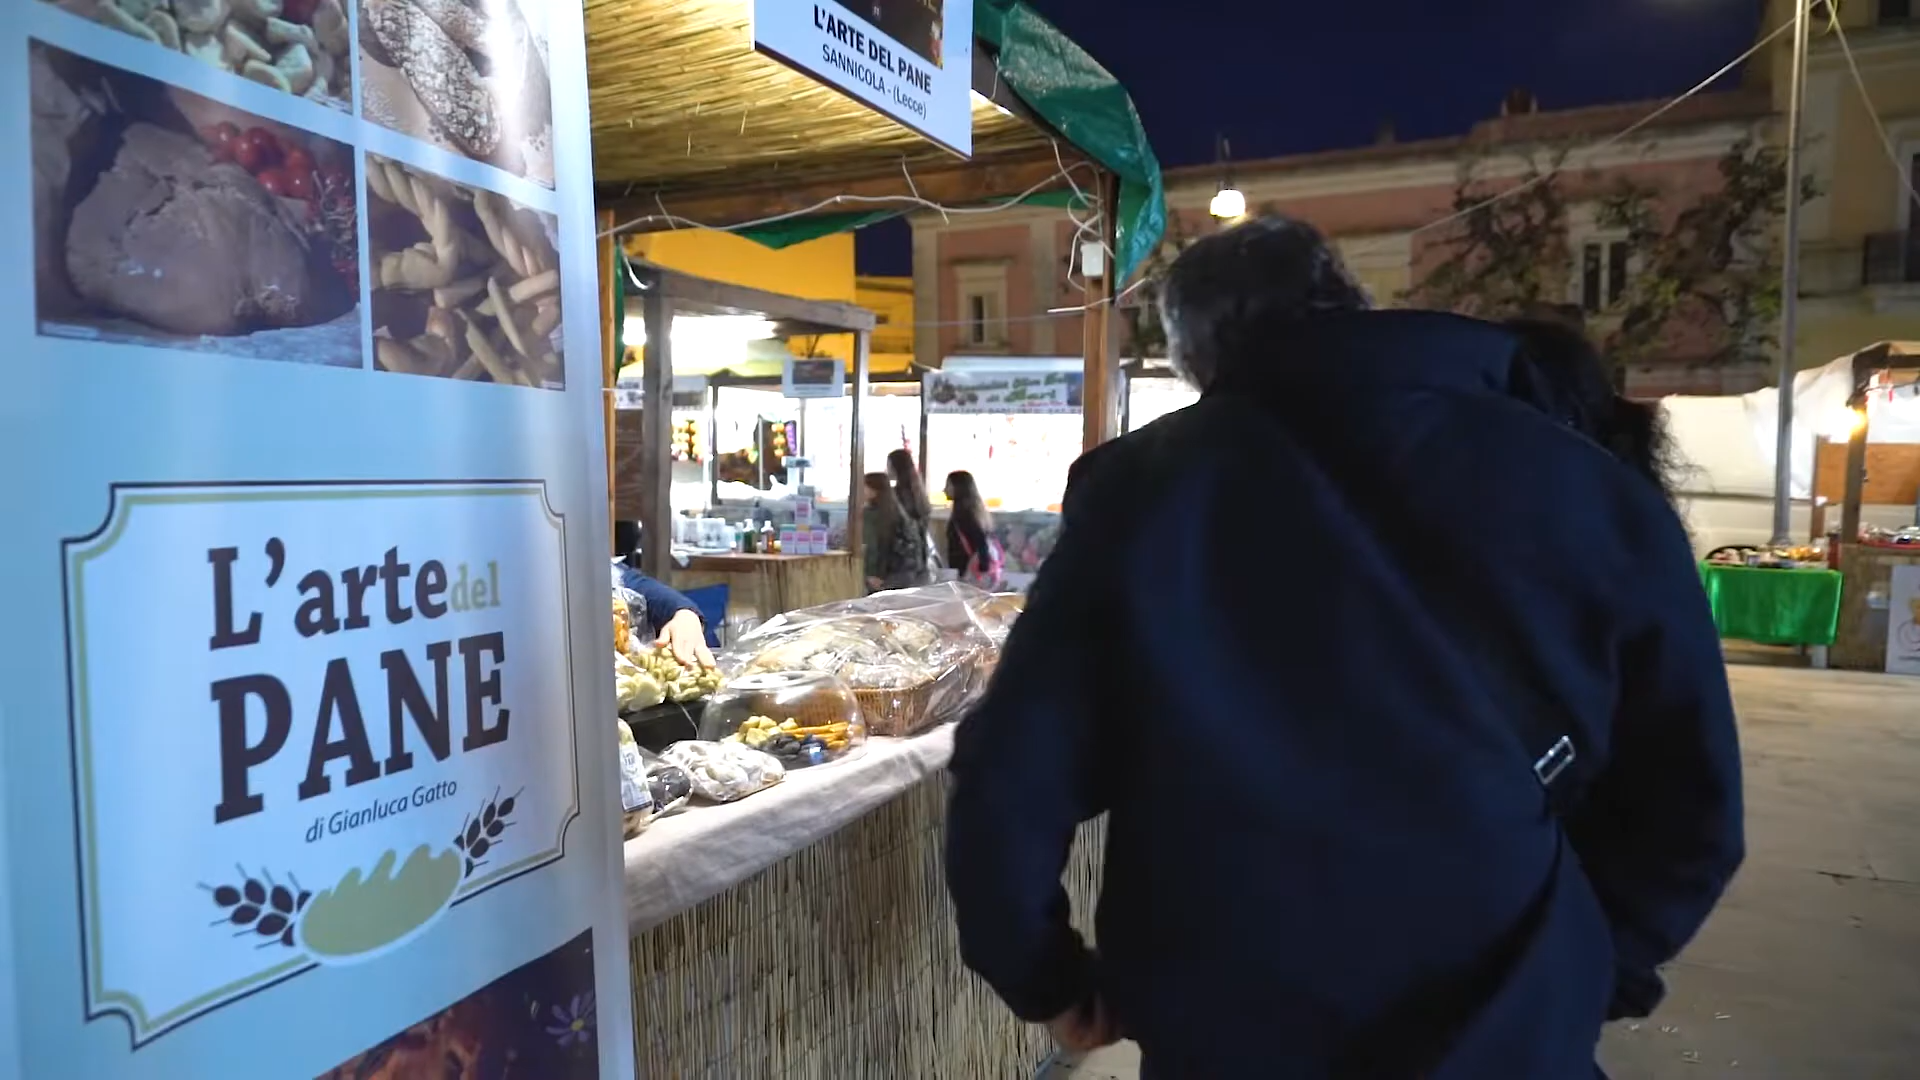 L'ARTE DEL PANE
SANNICOLA - (Lecce)
L'arte del
PANE
di Gianluca Gatto